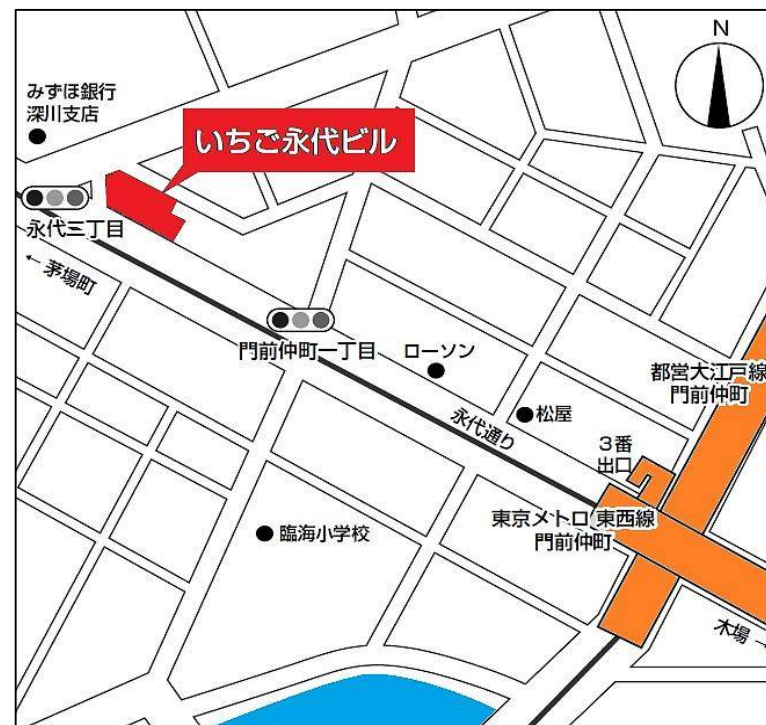 N
みずほ銀行
深川支店
いちご永代ビル
永代三丁目
← 茅場町
門前仲町一丁目
ローソン
都営大江戸線
門前仲町
松屋
永代通り
3番
出口
東京メトロ 東西線
門前仲町
臨海小学校
木場 →